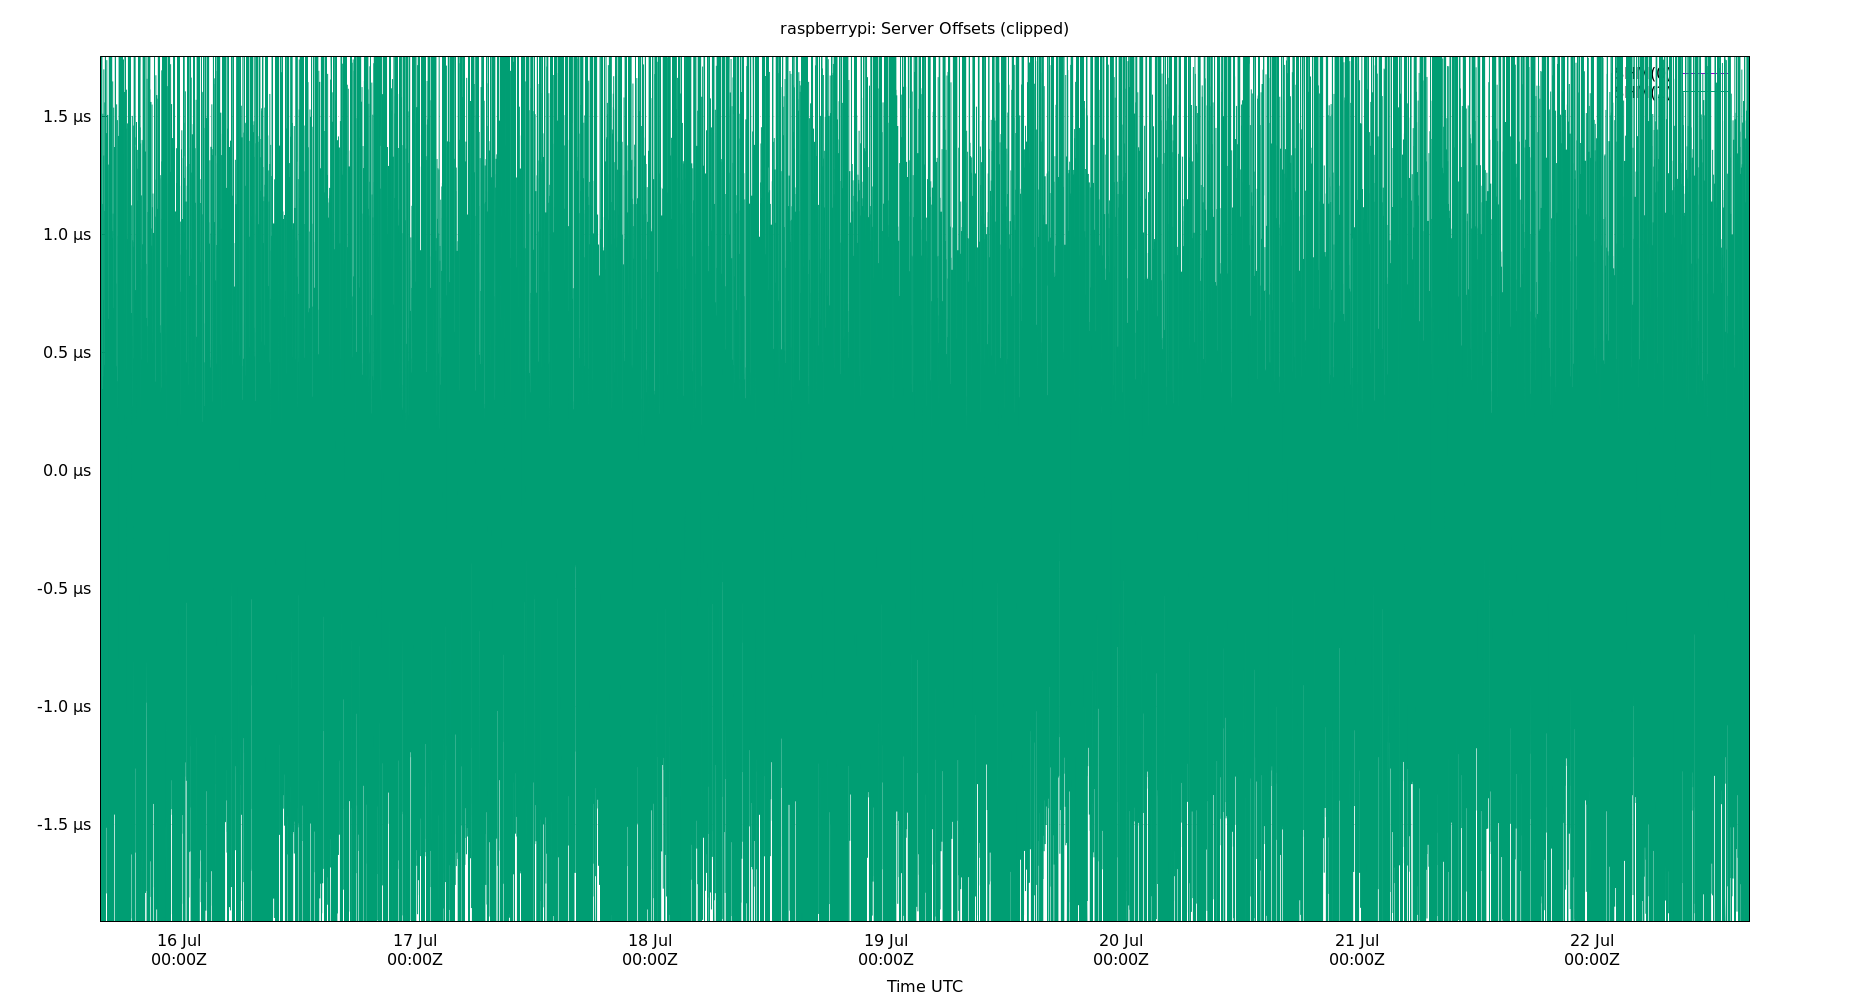 raspberrypi: Server Offsets (clipped)
1.5 µs
1.0 µs
0.5 µs
0.0 µs
-0.5 µs
-1.0 µs
-1.5 µs
16 Jul 17 Jul 18 Jul 19 Jul 20 Jul 21 Jul 22 Jul
00:00Z 00:00Z 00:00Z 00:00Z 00:00Z 00:00Z 00:00Z
Time UTC